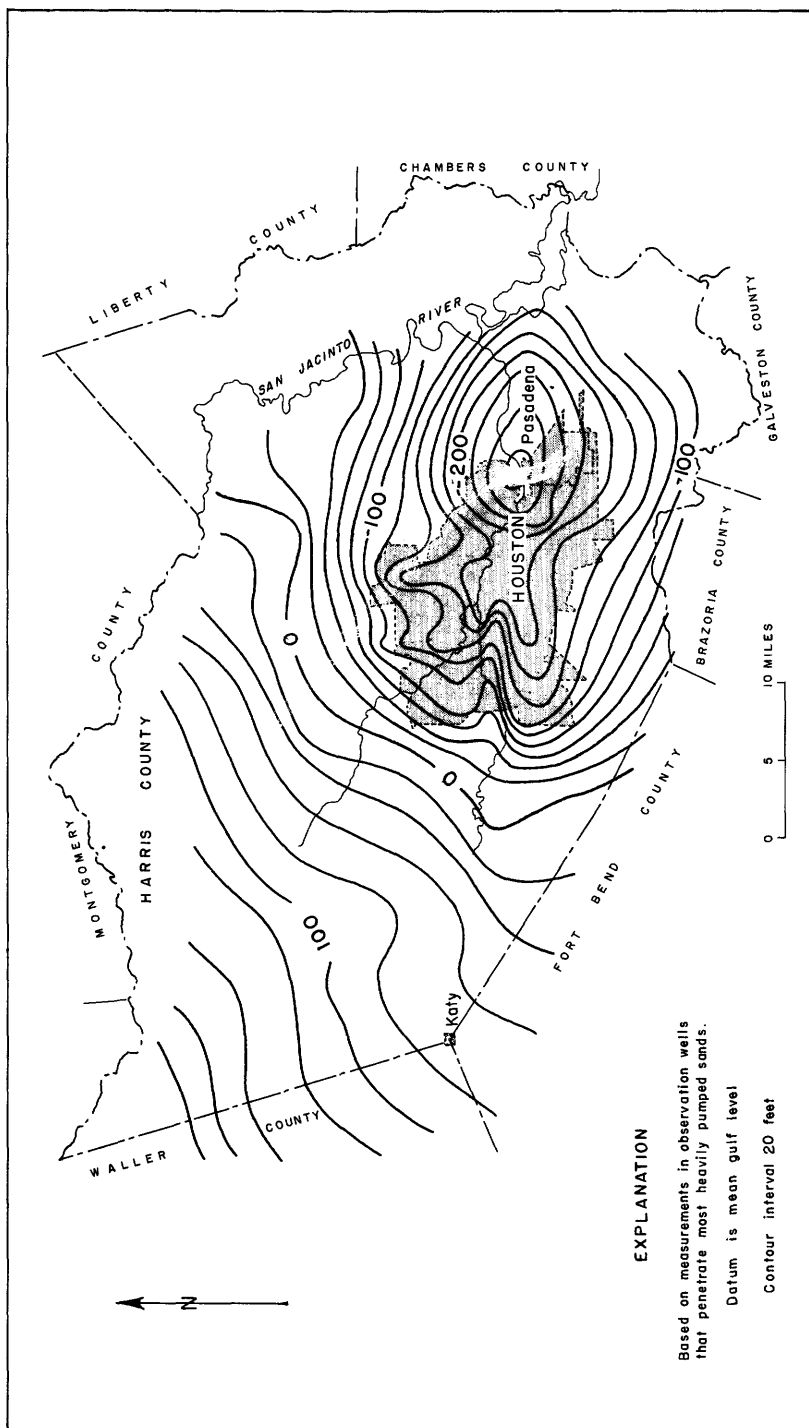 MONTGOMERY COUNTY
HARRIS COUNTY
LIBERTY COUNTY
CHAMBERS COUNTY
SAN JACINTO RIVER
WALLER COUNTY
0
-100
-200
100
HOUSTON
Pasadena
0
Katy
-100
FORT BEND COUNTY
BRAZORIA COUNTY
GALVESTON COUNTY
N
EXPLANATION
Based on measurements in observation wells
that penetrate most heavily pumped sands.
Datum is mean gulf level
Contour interval 20 feet
0 5 10 MILES